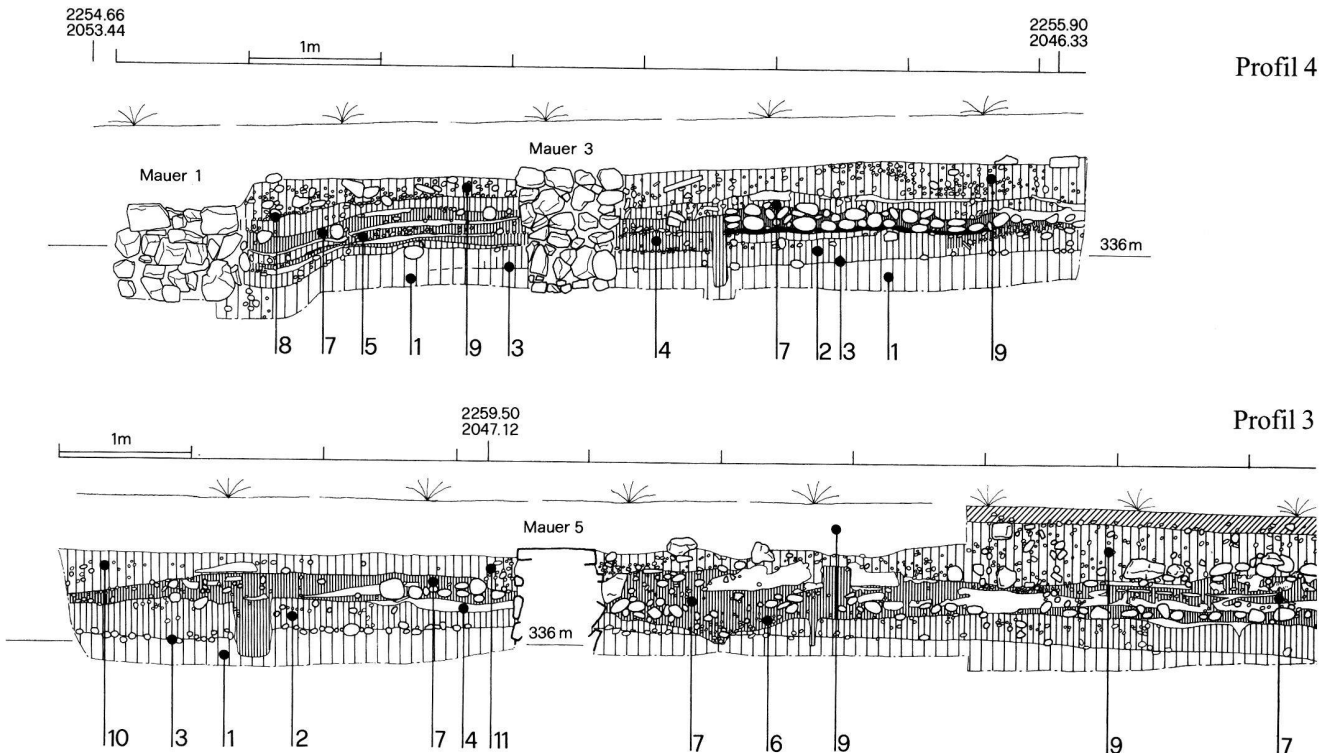 2254.66
2053.44
2255.90
2046.33
1m
Profil 4
Mauer 3
Mauer 1
336 m
8 7 5 1 9 3 4 7 2 3 1 9
2259.50
2047.12
Profil 3
1m
Mauer 5
336 m
10 3 1 2 7 4 11 7 6 9 9 7